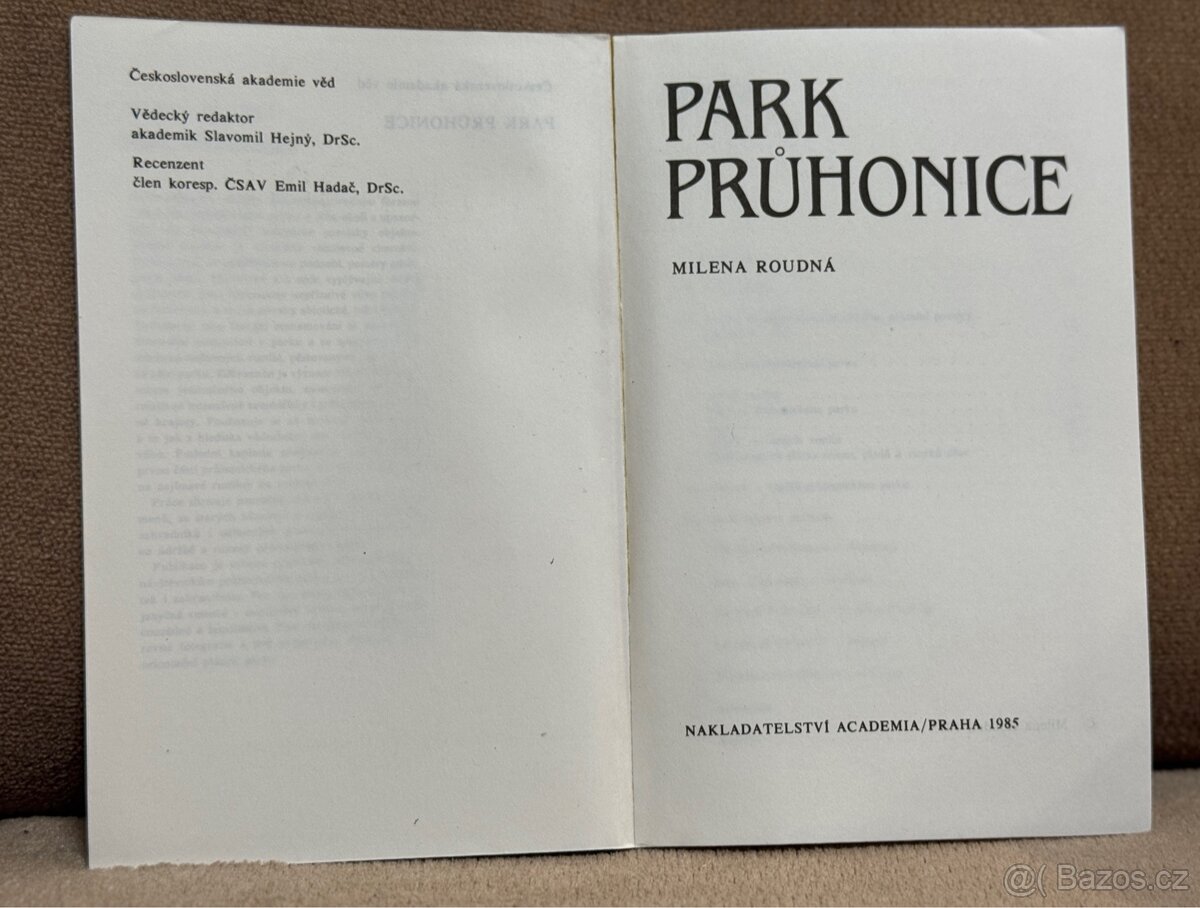 Československá akademie věd
Vědecký redaktor
akademik Slavomil Hejný, DrSc.
Recenzent
člen koresp. ČSAV Emil Hadač, DrSc.
PARK
PRŮHONICE
MILENA ROUDNÁ
NAKLADATELSTVÍ ACADEMIA/PRAHA 1985
@( Bazos.cz